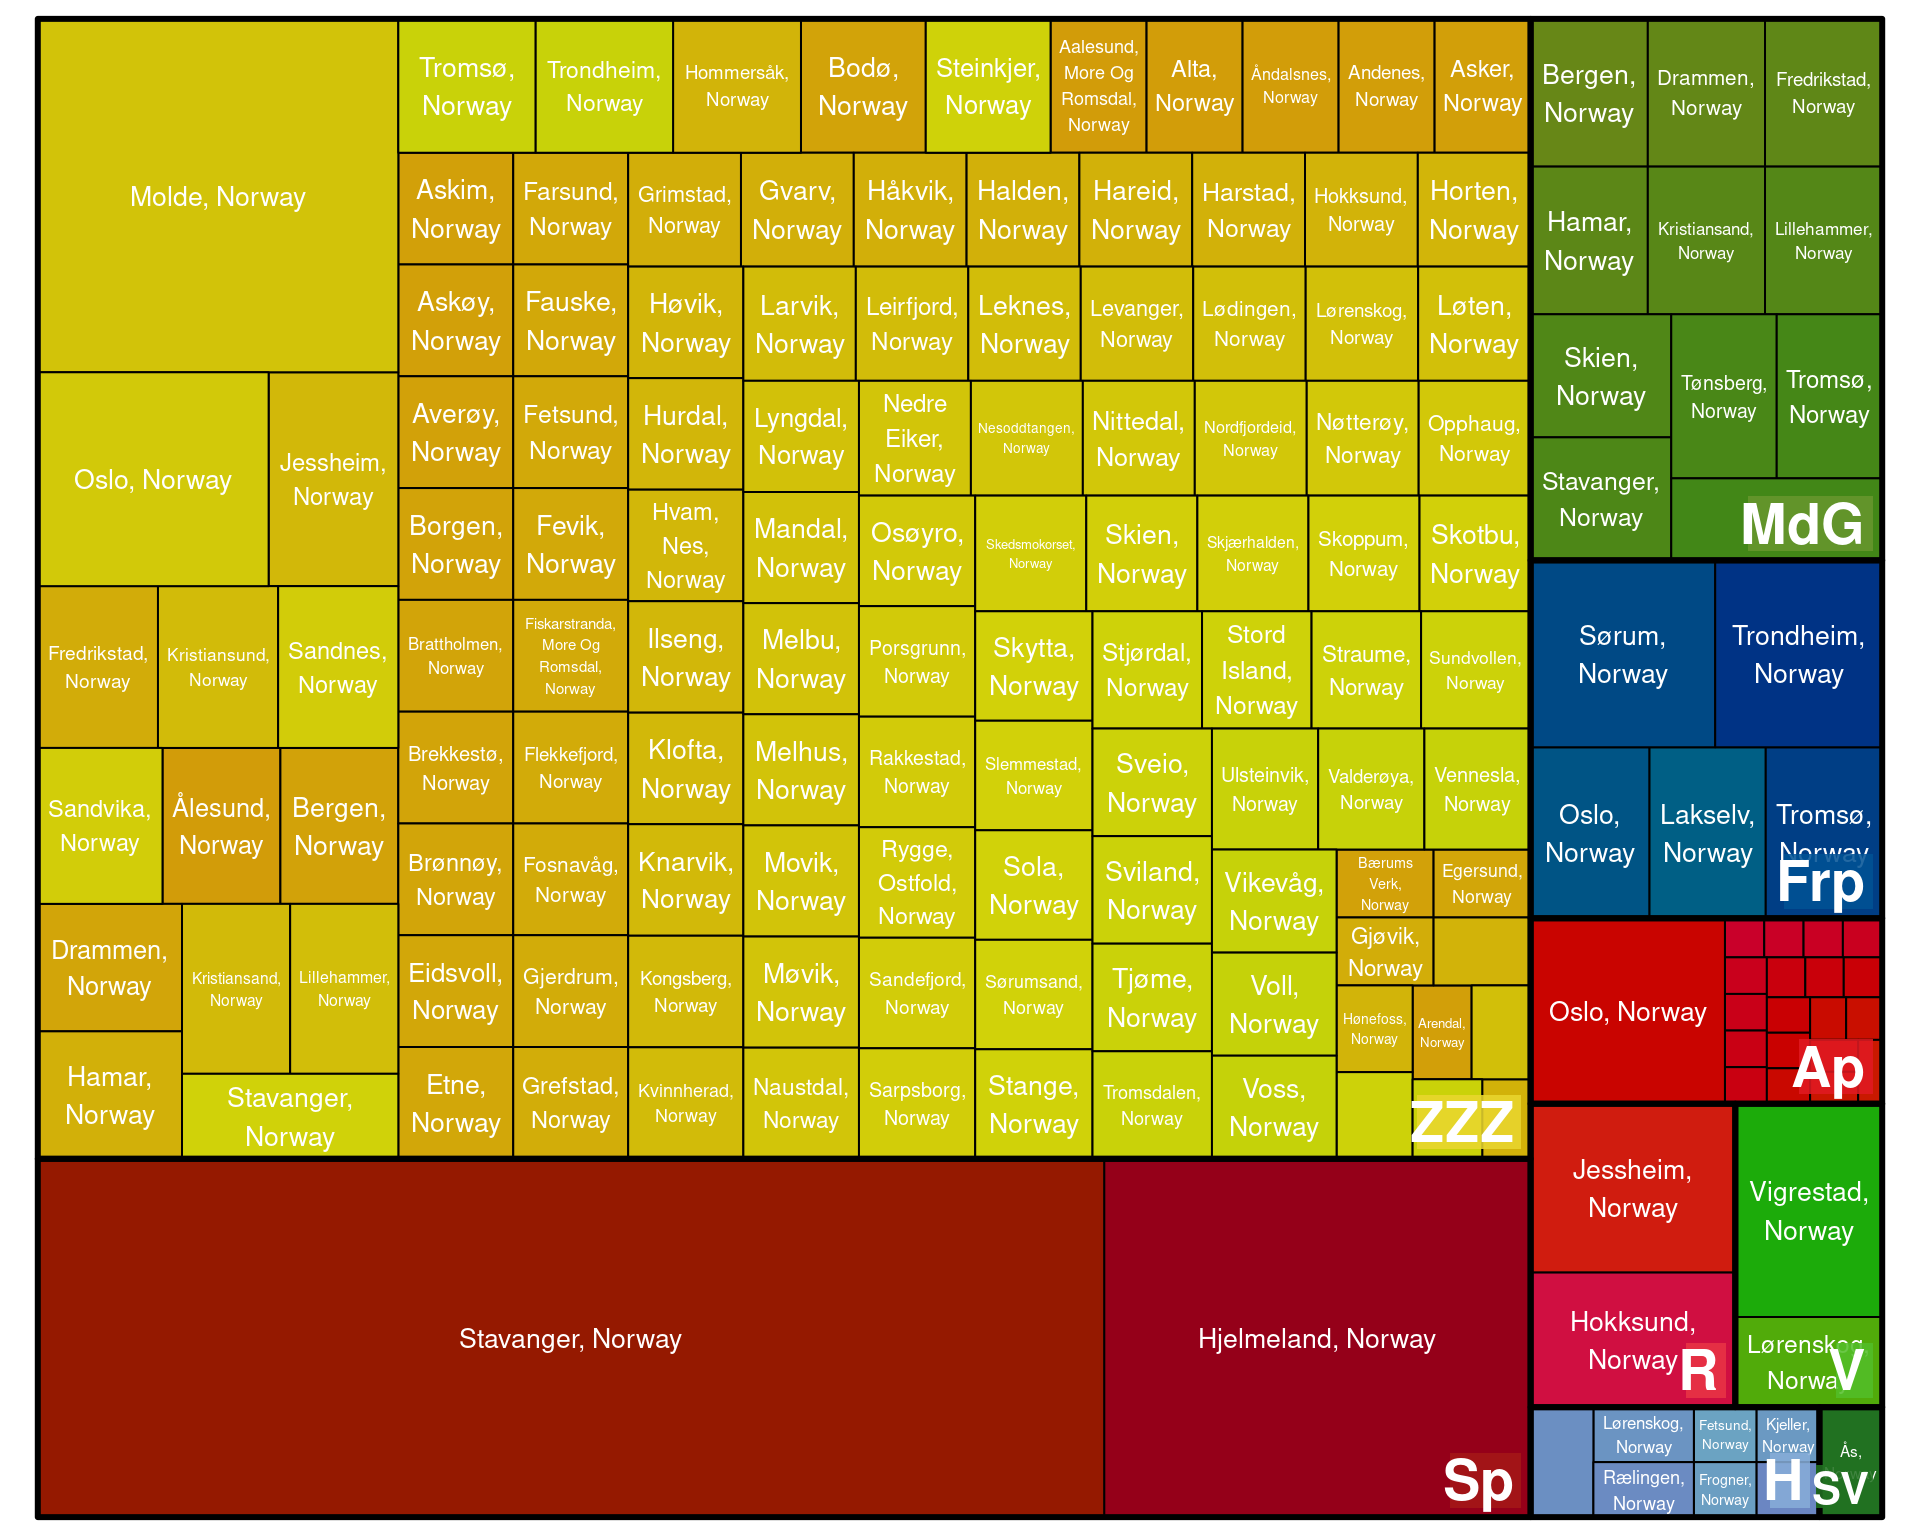 Molde, Norway
Oslo, Norway
Jessheim,
Norway
Fredrikstad,
Norway
Kristiansund,
Norway
Sandnes,
Norway
Sandvika,
Norway
Ålesund,
Norway
Bergen,
Norway
Drammen,
Norway
Hamar,
Norway
Kristiansand,
Norway
Lillehammer,
Norway
Stavanger,
Norway
Tromsø,
Norway
Trondheim,
Norway
Hommersåk,
Norway
Bodø,
Norway
Steinkjer,
Norway
Aalesund,
More Og
Romsdal,
Norway
Alta,
Norway
Åndalsnes,
Norway
Andenes,
Norway
Asker,
Norway
Askim,
Norway
Askøy,
Norway
Averøy,
Norway
Borgen,
Norway
Brattholmen,
Norway
Brekkestø,
Norway
Brønnøy,
Norway
Eidsvoll,
Norway
Etne,
Norway
Farsund,
Norway
Fauske,
Norway
Fetsund,
Norway
Fevik,
Norway
Fiskarstranda,
More Og
Romsdal,
Norway
Flekkefjord,
Norway
Fosnavåg,
Norway
Gjerdrum,
Norway
Grefstad,
Norway
Grimstad,
Norway
Gvarv,
Norway
Håkvik,
Norway
Halden,
Norway
Hareid,
Norway
Harstad,
Norway
Hokksund,
Norway
Horten,
Norway
Høvik,
Norway
Hurdal,
Norway
Hvam,
Nes,
Norway
Ilseng,
Norway
Kløfta,
Norway
Knarvik,
Norway
Kongsberg,
Norway
Kvinnherad,
Norway
Larvik,
Norway
Leirfjord,
Norway
Leknes,
Norway
Levanger,
Norway
Lødingen,
Norway
Lørenskog,
Norway
Løten,
Norway
Lyngdal,
Norway
Mandal,
Norway
Melbu,
Norway
Melhus,
Norway
Movik,
Norway
Møvik,
Norway
Naustdal,
Norway
Nedre
Eiker,
Norway
Nesoddtangen,
Norway
Nittedal,
Norway
Nordfjordeid,
Norway
Nøtterøy,
Norway
Opphaug,
Norway
Osøyro,
Norway
Porsgrunn,
Norway
Rakkestad,
Norway
Rygge,
Ostfold,
Norway
Sandefjord,
Norway
Sarpsborg,
Norway
Skedsmokorset,
Norway
Skien,
Norway
Skjærhalden,
Norway
Skoppum,
Norway
Skotbu,
Norway
Skytta,
Norway
Slemmestad,
Norway
Sola,
Norway
Sørumsand,
Norway
Stange,
Norway
Stjørdal,
Norway
Stord
Island,
Norway
Straume,
Norway
Sundvollen,
Norway
Sveio,
Norway
Sviland,
Norway
Tjøme,
Norway
Tromsdalen,
Norway
Ulsteinvik,
Norway
Valderøya,
Norway
Vennesla,
Norway
Vikevåg,
Norway
Voll,
Norway
Voss,
Norway
Bærums
Verk,
Norway
Egersund,
Norway
Gjøvik,
Norway
Hønefoss,
Norway
Arendal,
Norway
ZZZ
Stavanger, Norway
Hjelmeland, Norway
Sp
Bergen,
Norway
Drammen,
Norway
Fredrikstad,
Norway
Hamar,
Norway
Kristiansand,
Norway
Lillehammer,
Norway
Skien,
Norway
Stavanger,
Norway
Tønsberg,
Norway
Tromsø,
Norway
MdG
Sørum,
Norway
Trondheim,
Norway
Oslo,
Norway
Lakselv,
Norway
Tromsø,
Norway
Frp
Oslo, Norway
Ap
Jessheim,
Norway
Hokksund,
Norway
R
Vigrestad,
Norway
Lørenskog,
Norway
V
Lørenskog,
Norway
Rælingen,
Norway
Fetsund,
Norway
Frogner,
Norway
Kjeller,
Norway
H
Ås,
SV